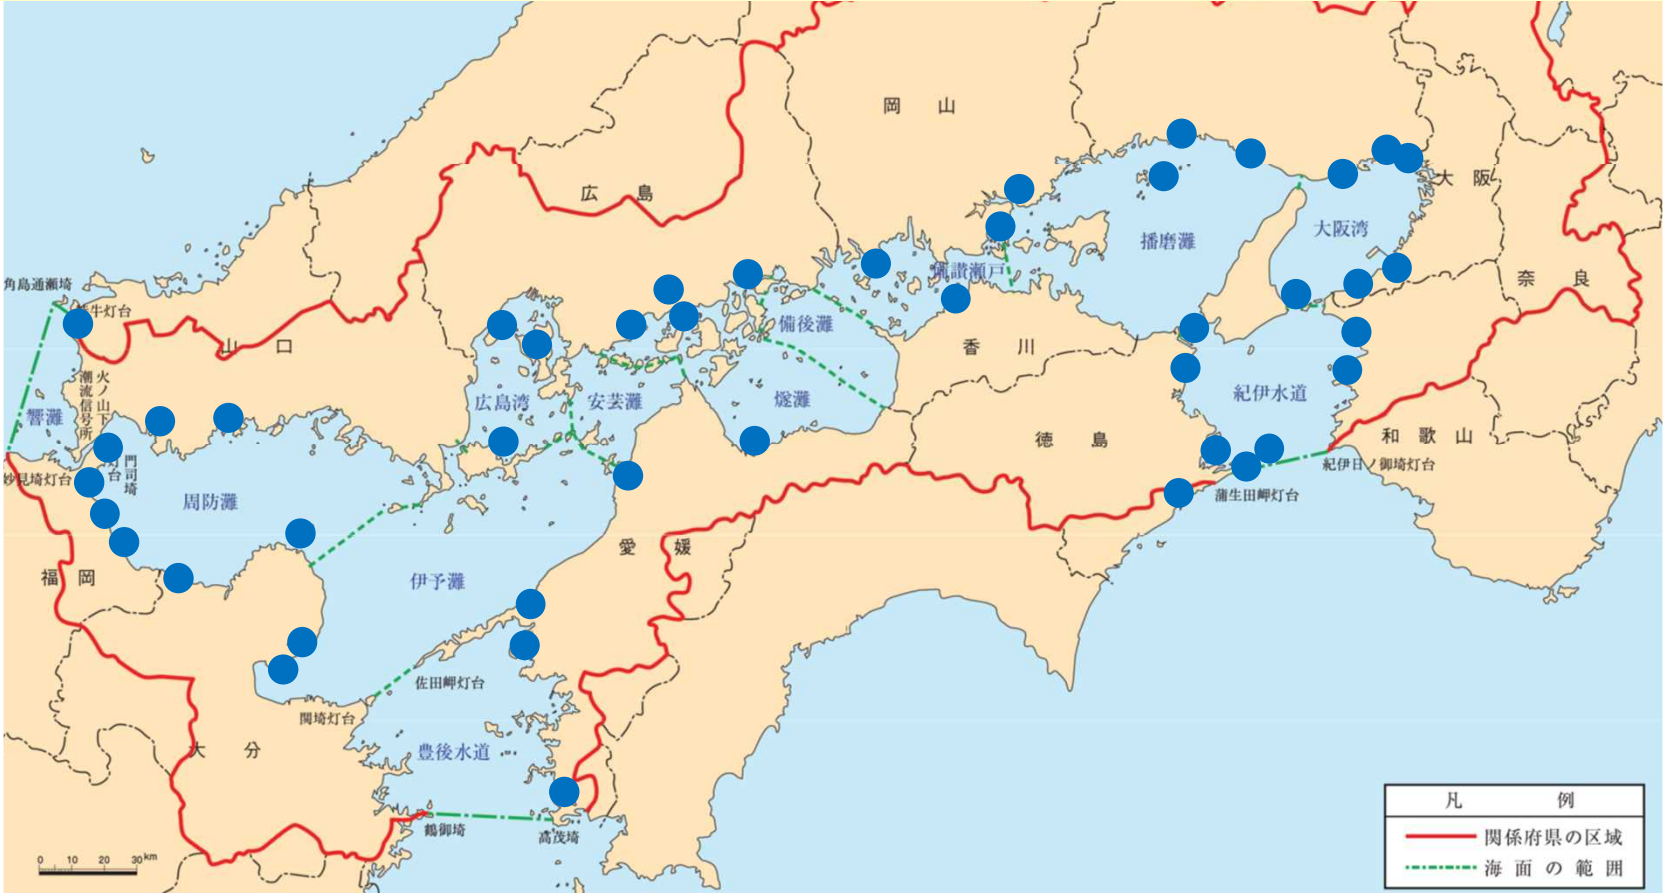 岡 山
広 島
大 阪
大阪湾
播磨灘
備讃瀬戸
奈 良
角島通瀬埼
灯台
備後灘
山 口
香 川
火ノ山下
潮流信号所
紀伊水道
広島湾
安芸灘
燧灘
響灘
徳 島
和 歌 山
門司埼
灯台
妙見埼灯台
紀伊日ノ御埼灯台
周防灘
蒲生田岬灯台
愛 媛
福 岡
伊予灘
佐田岬灯台
関埼灯台
大 分
豊後水道
鶴御埼
高茂埼
凡 例
関係府県の区域
海面の範囲
0 10 20 30km